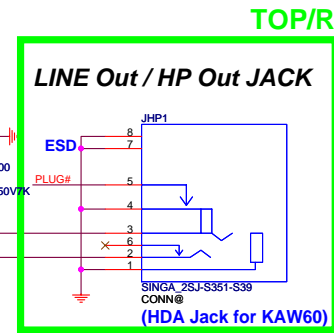 TOP/R
LINE Out / HP Out JACK
JHP1
8
ESD
7
00
PLUG#
5
50V7K
4
3
6
2
1
SINGA_2SJ-S351-S39
CONN@
(HDA Jack for KAW60)